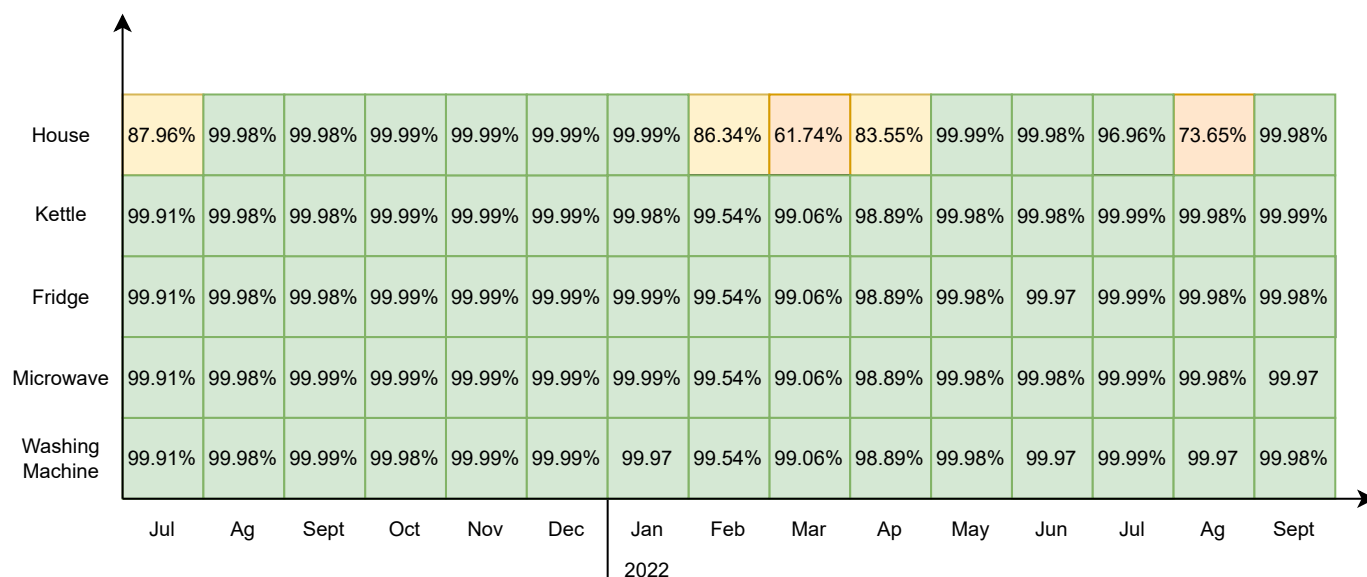 House 87.96% 99.98% 99.98% 99.99% 99.99% 99.99% 99.99% 86.34% 61.74% 83.55% 99.99% 99.98% 96.96% 73.65% 99.98%
Kettle 99.91% 99.98% 99.98% 99.99% 99.99% 99.99% 99.98% 99.54% 99.06% 98.89% 99.98% 99.98% 99.99% 99.98% 99.99%
Fridge 99.91% 99.98% 99.98% 99.99% 99.99% 99.99% 99.99% 99.54% 99.06% 98.89% 99.98% 99.97 99.99% 99.98% 99.98%
Microwave 99.91% 99.98% 99.99% 99.99% 99.99% 99.99% 99.99% 99.54% 99.06% 98.89% 99.98% 99.98% 99.99% 99.98% 99.97
Washing
Machine 99.91% 99.98% 99.99% 99.98% 99.99% 99.99% 99.97 99.54% 99.06% 98.89% 99.98% 99.97 99.99% 99.97 99.98%
Jul Ag Sept Oct Nov Dec Jan Feb Mar Ap May Jun Jul Ag Sept
2022